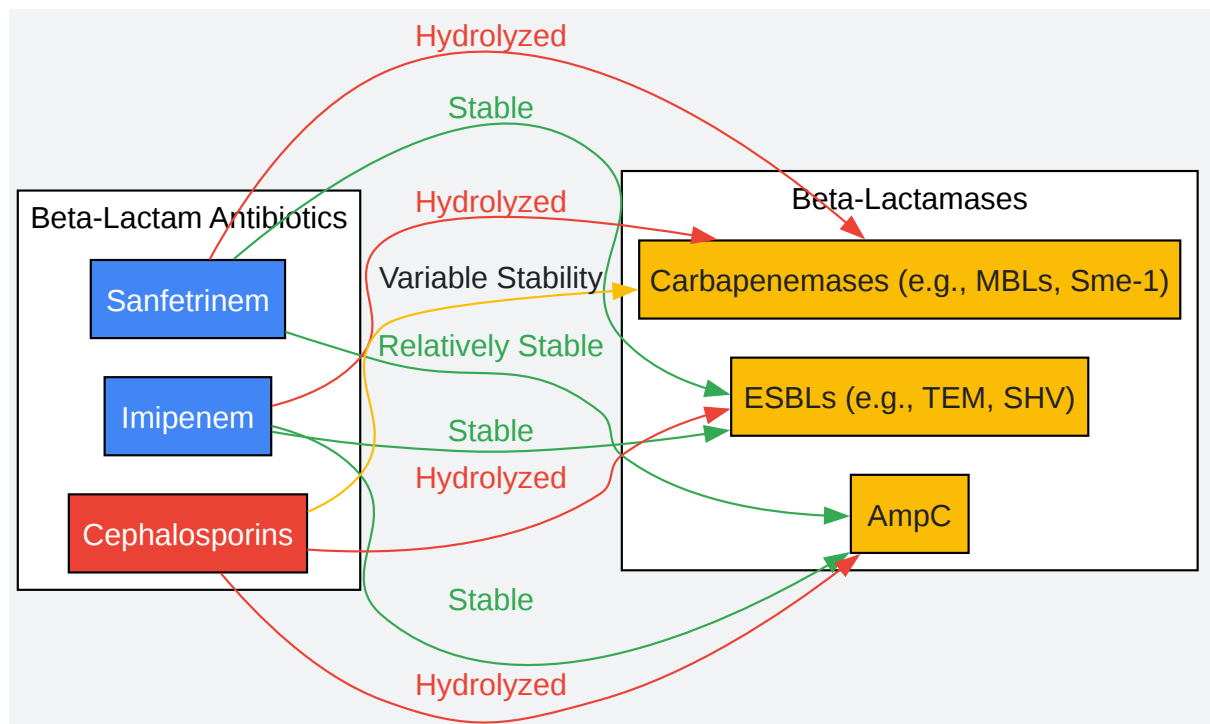 Hydrolyzed
Stable
Hydrolyzed
Beta-Lactamases
Beta-Lactam Antibiotics
Variable Stability
Carbapenemases (e.g., MBLs, Sme-1)
Sanfetrinem
Relatively Stable
ESBLs (e.g., TEM, SHV)
Imipenem
Stable
Hydrolyzed
AmpC
Cephalosporins
Stable
Hydrolyzed